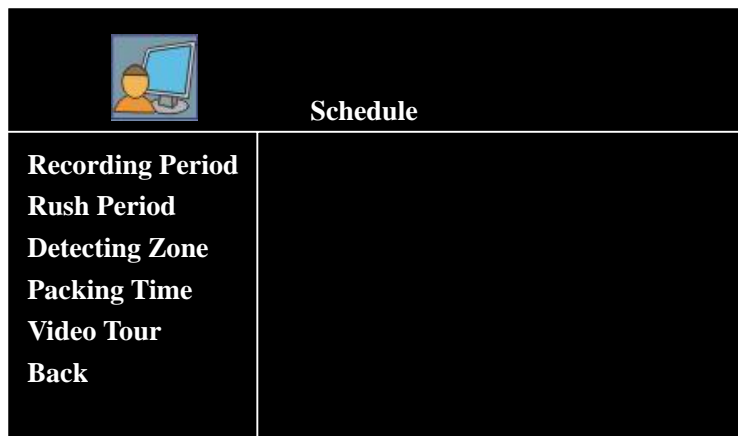 Schedule
Recording Period
Rush Period
Detecting Zone
Packing Time
Video Tour
Back